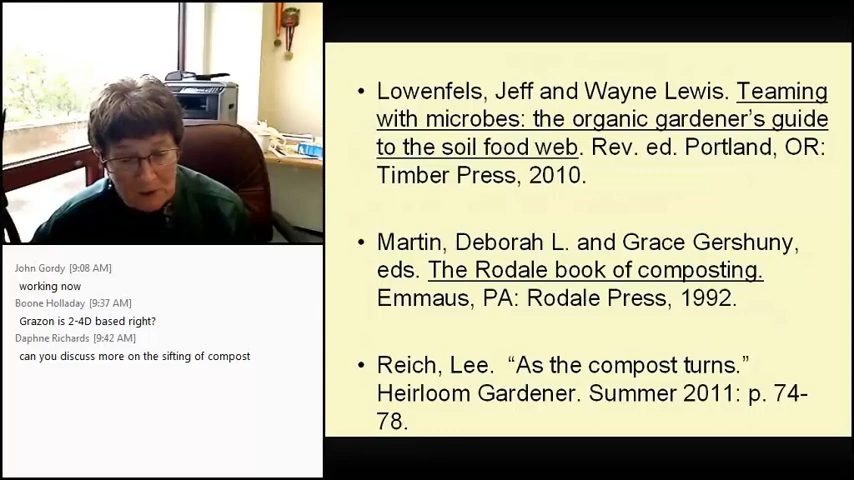 John Gordy [9:08 AM]
working now
Boone Holladay [9:37 AM]
Grazon is 2-4D based right?
Daphne Richards [9:42 AM]
can you discuss more on the sifting of compost
• Lowenfels, Jeff and Wayne Lewis. Teaming
with microbes: the organic gardener's guide
to the soil food web. Rev. ed. Portland, OR:
Timber Press, 2010.
• Martin, Deborah L. and Grace Gershuny,
eds. The Rodale book of composting.
Emmaus, PA: Rodale Press, 1992.
• Reich, Lee. “As the compost turns.”
Heirloom Gardener. Summer 2011: p. 74-
78.